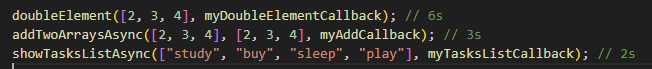 doubleElement([2, 3, 4], myDoubleElementCallback); // 6s
addTwoArraysAsync([2, 3, 4], [2, 3, 4], myAddCallback); // 3s
showTasksListAsync(["study", "buy", "sleep", "play"], myTasksListCallback); // 2s